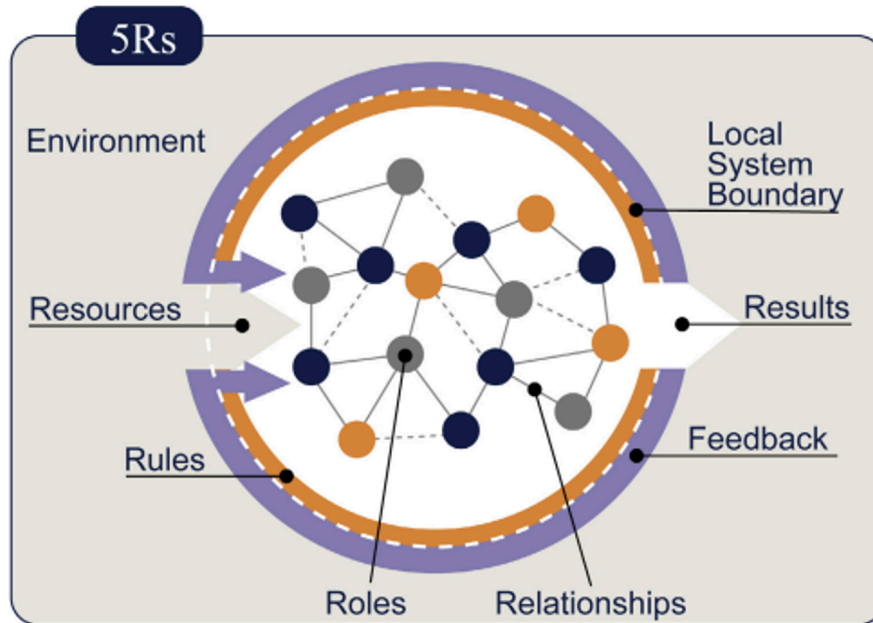 5Rs
Environment
Local
System
Boundary
Resources
Results
Rules
Feedback
Roles
Relationships